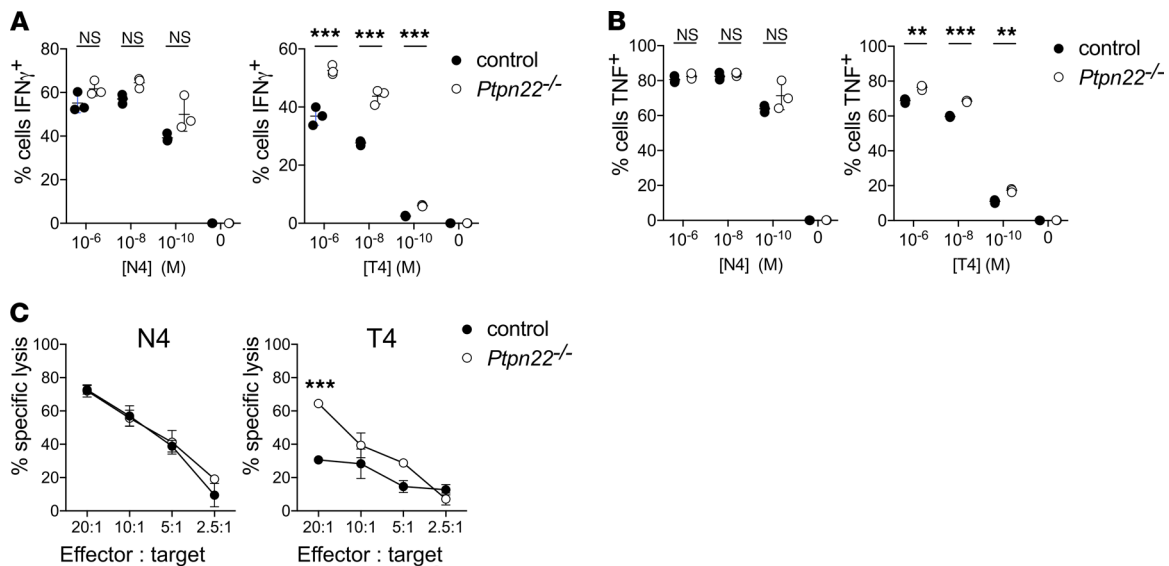 A
NS NS NS
80
60
40
20
0
% cells IFNγ+
10-6 10-8 10-10 0
[N4] (M)
*** *** ***
60
40
20
0
% cells IFNγ+
10-6 10-8 10-10 0
[T4] (M)
control
Ptpn22-/-
B
NS NS NS
100
80
60
40
20
0
% cells TNF+
10-6 10-8 10-10 0
[N4] (M)
** *** **
100
80
60
40
20
0
% cells TNF+
10-6 10-8 10-10 0
[T4] (M)
control
Ptpn22-/-
C
N4
100
80
60
40
20
0
% specific lysis
20:1 10:1 5:1 2.5:1
Effector : target
T4
***
100
80
60
40
20
0
% specific lysis
20:1 10:1 5:1 2.5:1
Effector : target
control
Ptpn22-/-